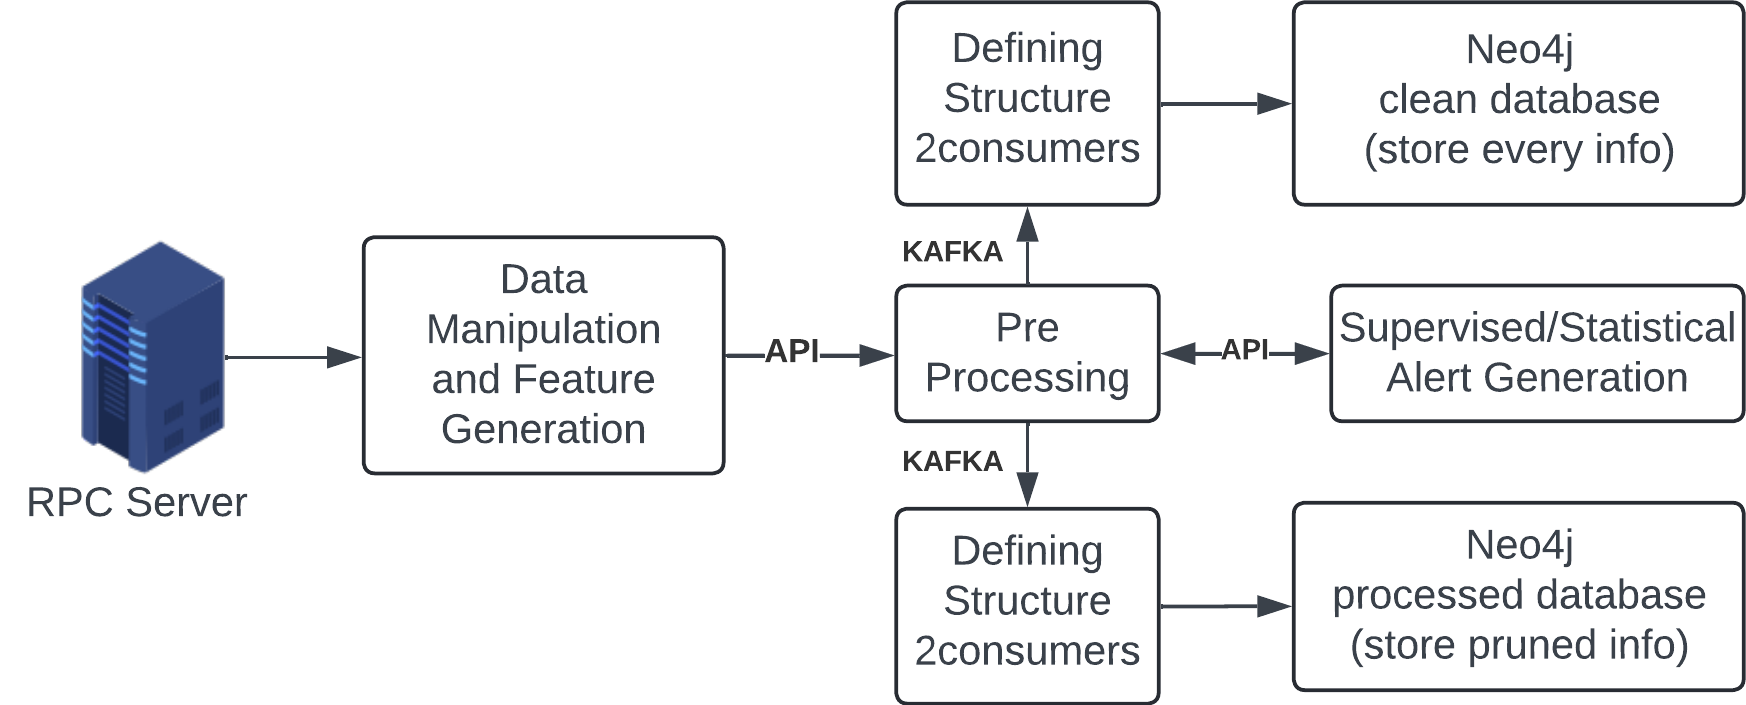 RPC Server
Data
Manipulation
and Feature
Generation
API
Defining
Structure
2consumers
Neo4j
clean database
(store every info)
KAFKA
Pre
Processing
API
Supervised/Statistical
Alert Generation
KAFKA
Defining
Structure
2consumers
Neo4j
processed database
(store pruned info)